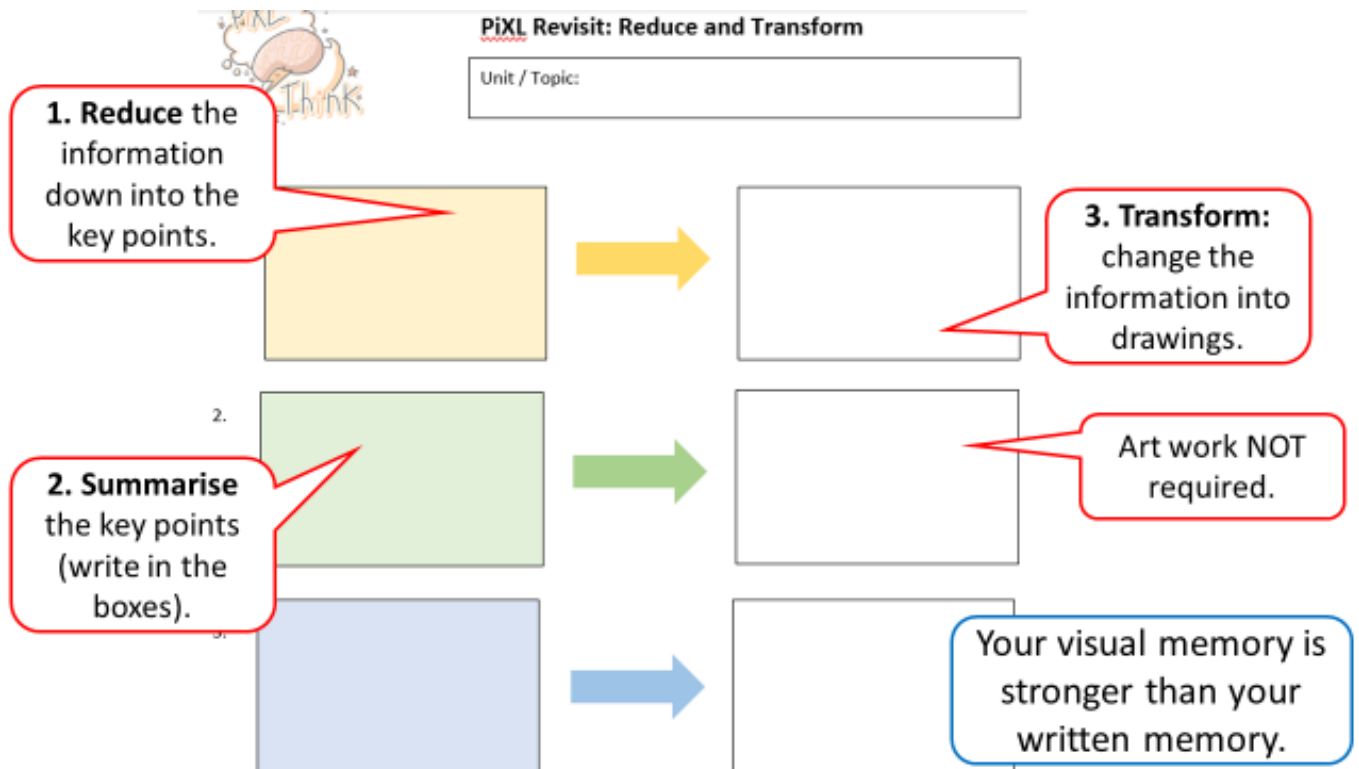 PiXL
Think
PiXL Revisit: Reduce and Transform
Unit / Topic:
1. Reduce the
information
down into the
key points.
3. Transform:
change the
information into
drawings.
2.
2. Summarise
the key points
(write in the
boxes).
Art work NOT
required.
3.
Your visual memory is
stronger than your
written memory.